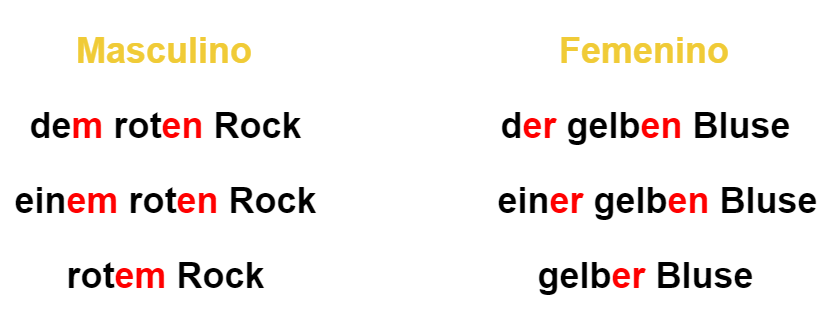 Masculino Femenino
dem roten Rock der gelben Bluse
einem roten Rock einer gelben Bluse
rotem Rock gelber Bluse